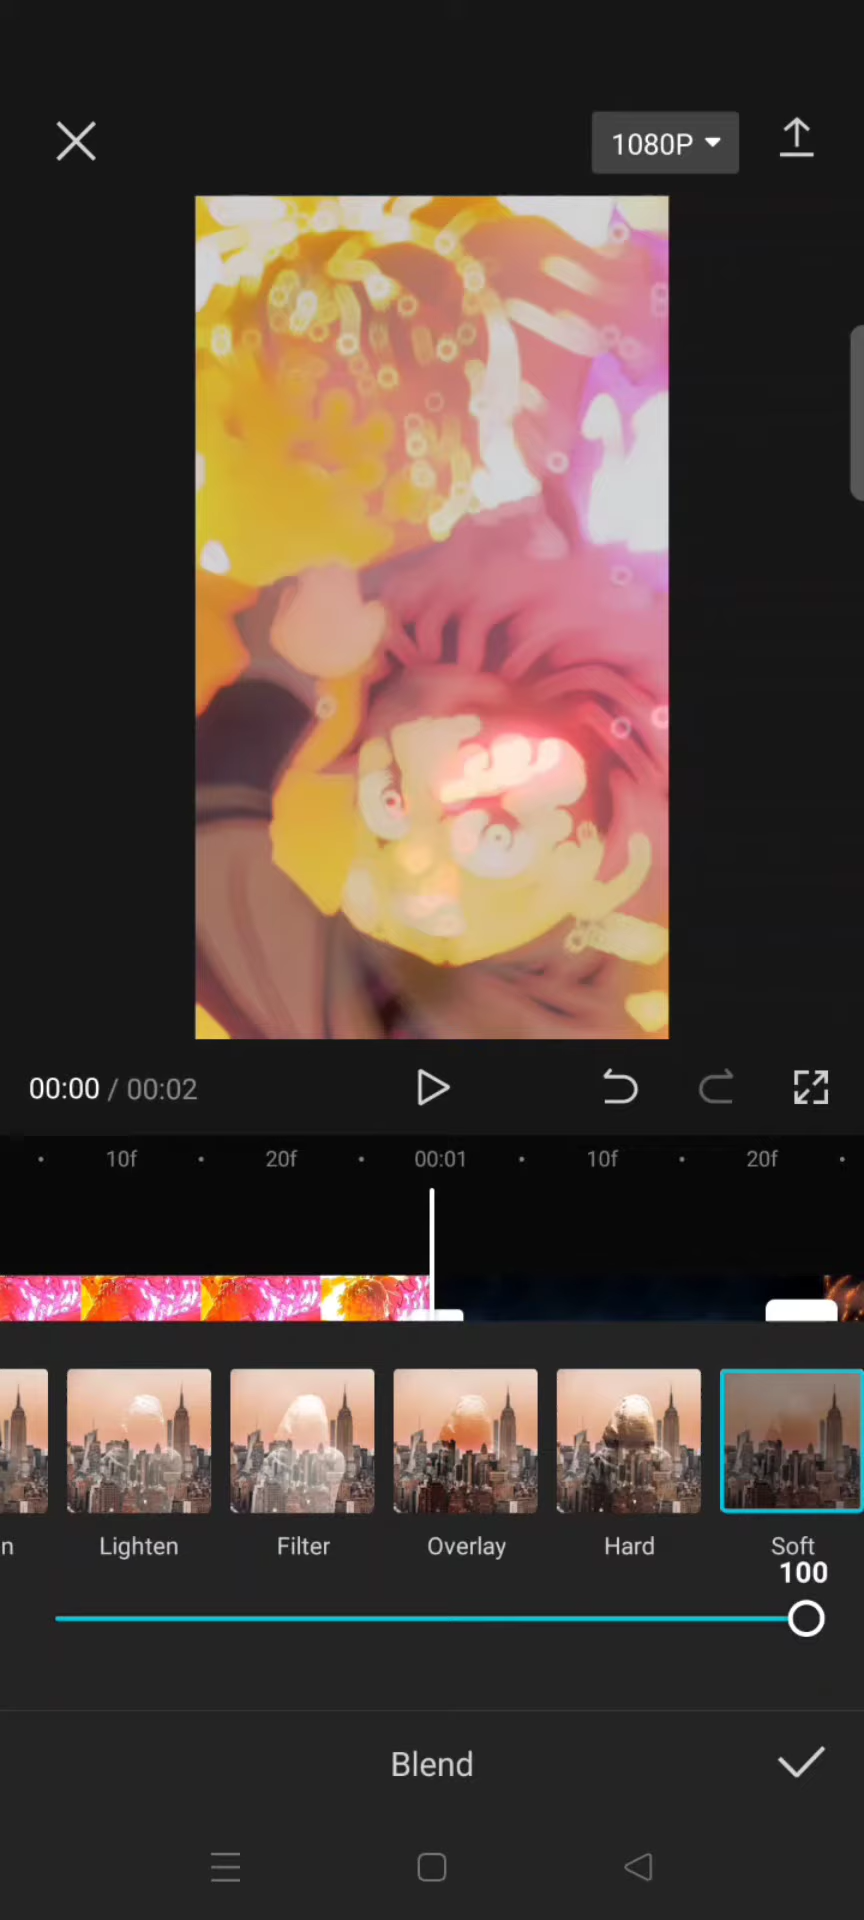 1080P
00:00 / 00:02
10f 20f 00:01 10f 20f
n Lighten Filter Overlay Hard Soft
100
Blend